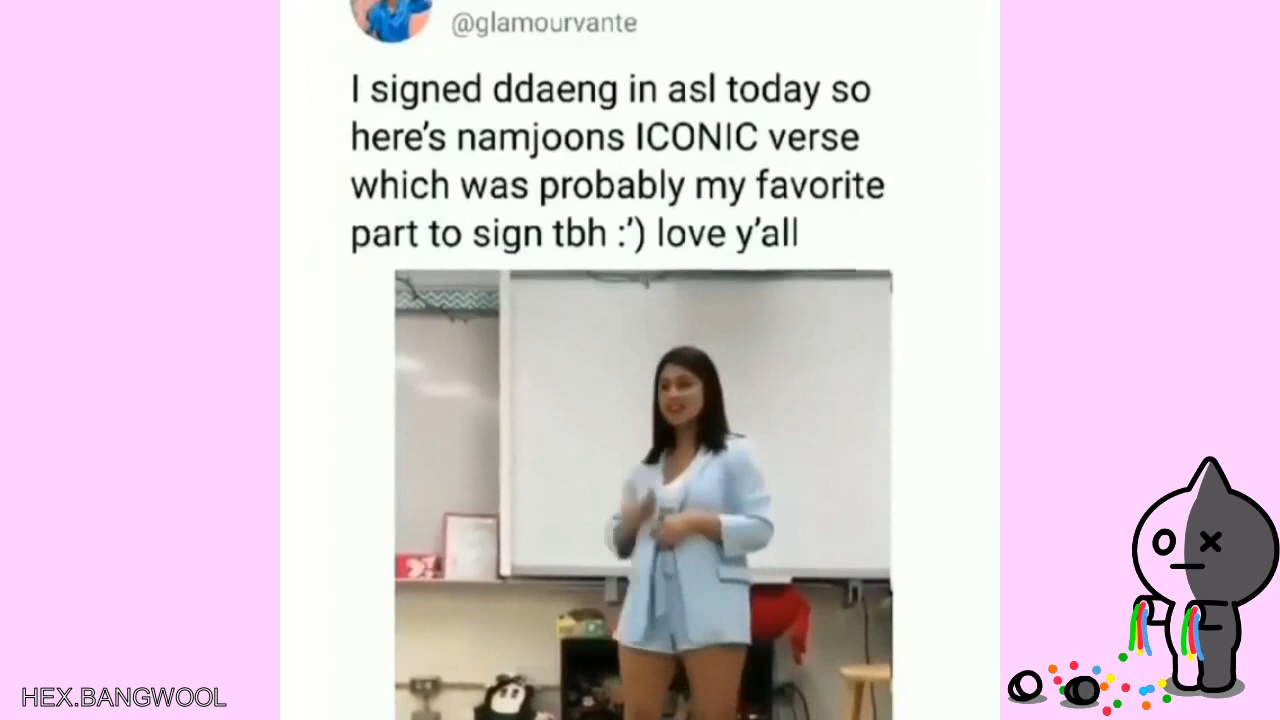 @glamourvante
I signed ddaeng in asl today so
here's namjoons ICONIC verse
which was probably my favorite
part to sign tbh :') love y'all
HEX.BANGWOOL